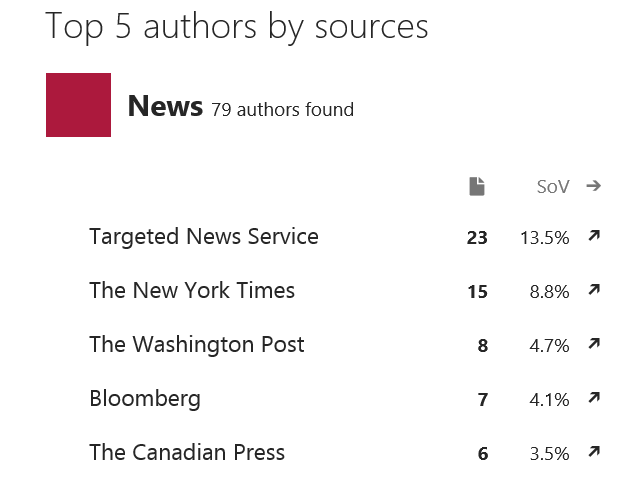 Top 5 authors by sources
News 79 authors found
SoV
Targeted News Service 23 13.5%
The New York Times 15 8.8%
The Washington Post 8 4.7%
Bloomberg 7 4.1%
The Canadian Press 6 3.5%